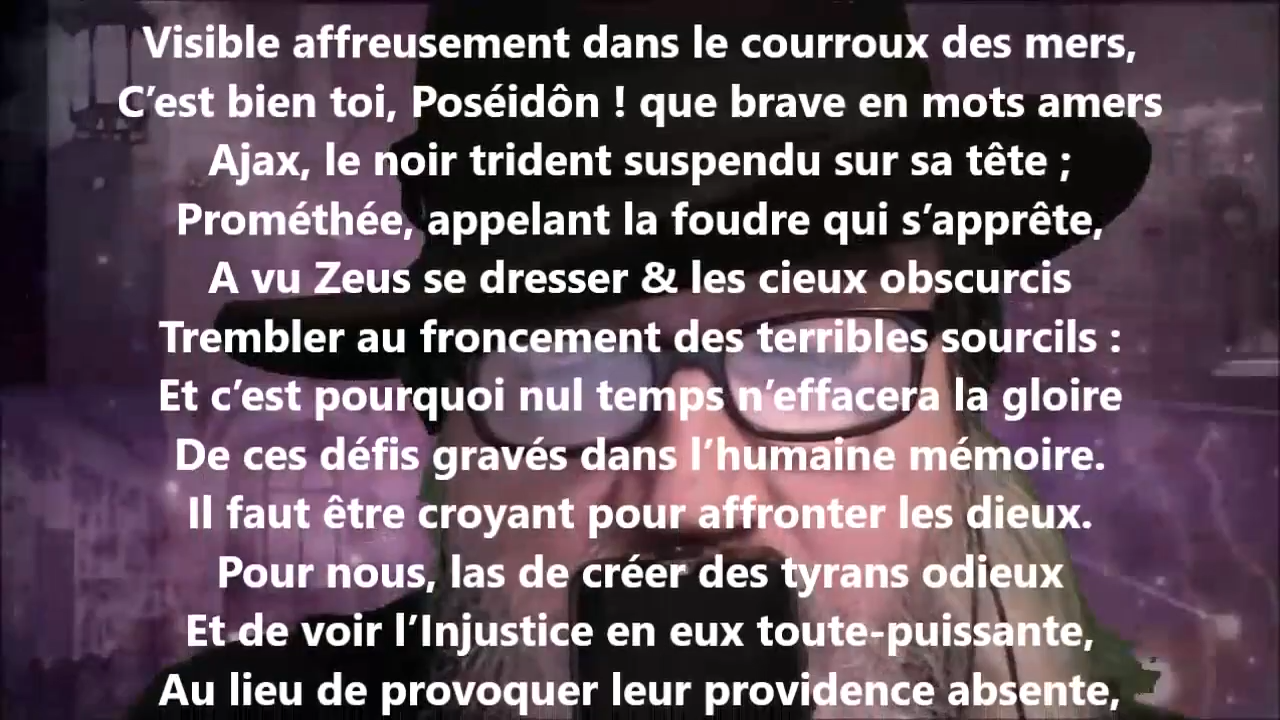 Visible affreusement dans le courroux des mers,
C’est bien toi, Poséidôn ! que brave en mots amers
Ajax, le noir trident suspendu sur sa tête ;
Prométhée, appelant la foudre qui s’apprête,
A vu Zeus se dresser & les cieux obscurcis
Trembler au froncement des terribles sourcils :
Et c’est pourquoi nul temps n’effacera la gloire
De ces défis gravés dans l’humaine mémoire.
Il faut être croyant pour affronter les dieux.
Pour nous, las de créer des tyrans odieux
Et de voir l’Injustice en eux toute-puissante,
Au lieu de provoquer leur providence absente,